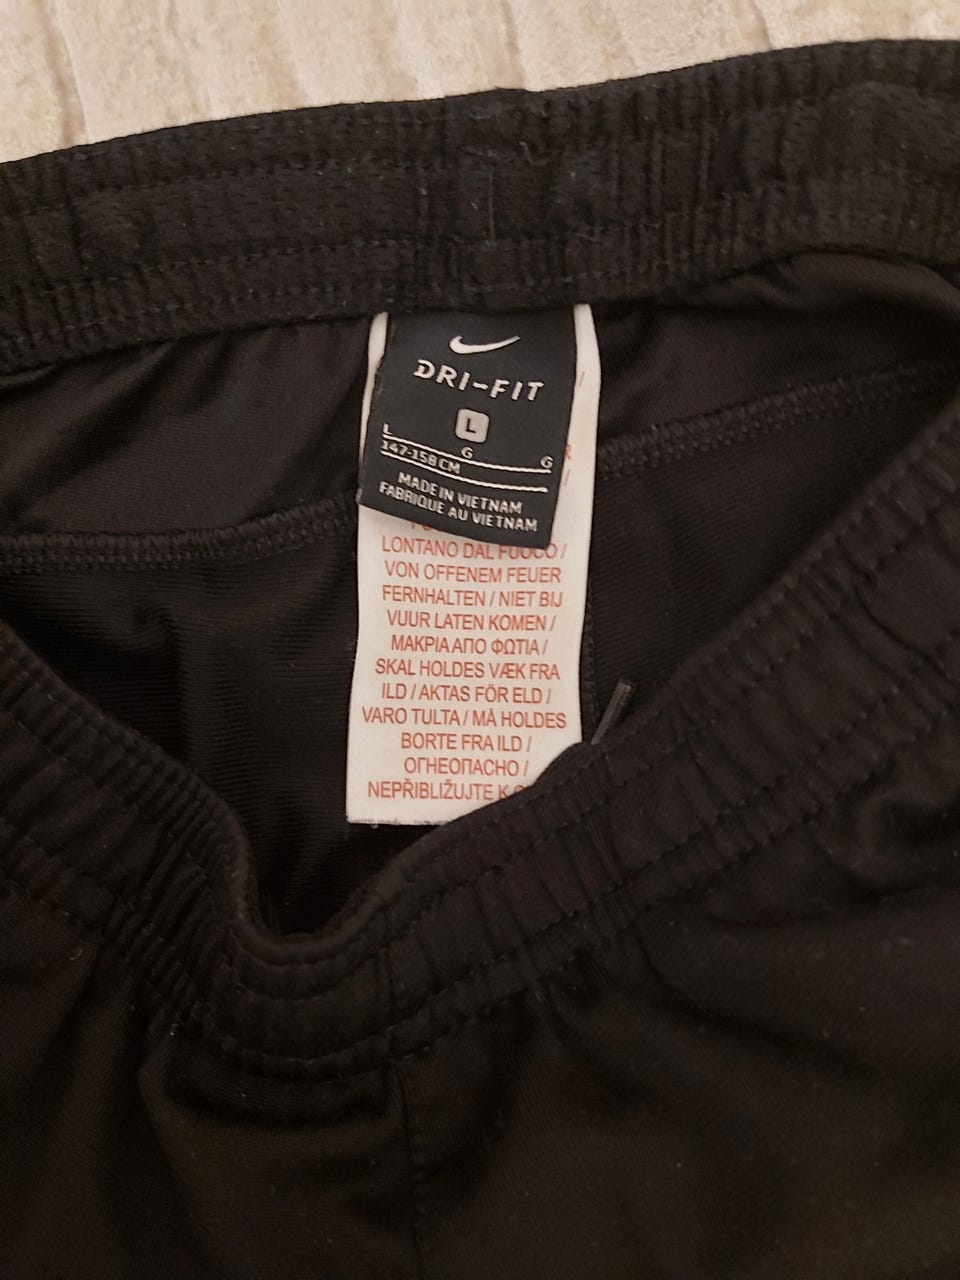 DRI-FIT
L
L G G
147-158 CM
MADE IN VIETNAM
FABRIQUE AU VIETNAM
LONTANO DAL FUOCO /
VON OFFENEM FEUER
FERNHALTEN / NIET BIJ
VUUR LATEN KOMEN /
ΜΑΚΡΙΑ ΑΠΟ ΦΩΤΙΑ /
SKAL HOLDES VÆK FRA
ILD / AKTAS FÖR ELD /
VARO TULTA / MÅ HOLDES
BORTE FRA ILD /
ОГНЕОПАСНО /
NEPŘIBLIŽUJTE K